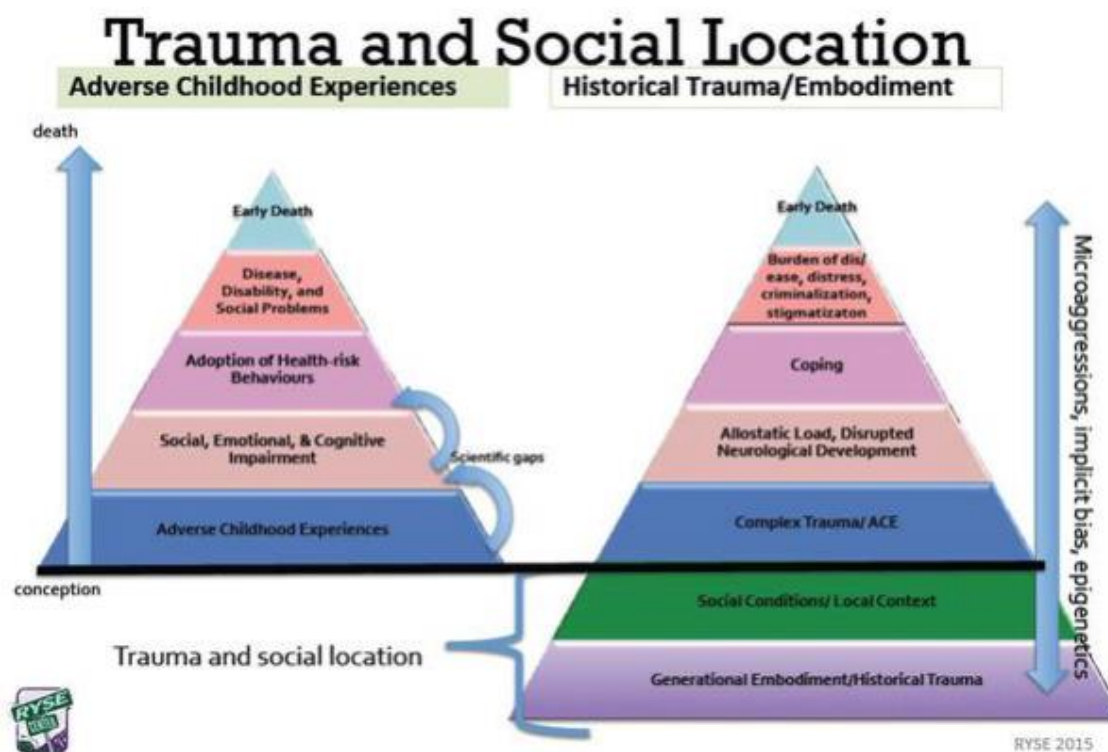 Trauma and Social Location
Adverse Childhood Experiences
Historical Trauma/Embodiment
death
Early Death
Disease,
Disability, and
Social Problems
Adoption of Health-risk
Behaviours
Social, Emotional, & Cognitive
Impairment
Scientific gaps
Adverse Childhood Experiences
conception
Early Death
Burden of dis/
ease, distress,
criminalization,
stigmatizaton
Coping
Allostatic Load, Disrupted
Neurological Development
Complex Trauma/ ACE
Social Conditions/ Local Context
Generational Embodiment/Historical Trauma
Microaggressions, implicit bias, epigenetics
Trauma and social location
RYSE
CENTER
RYSE 2015